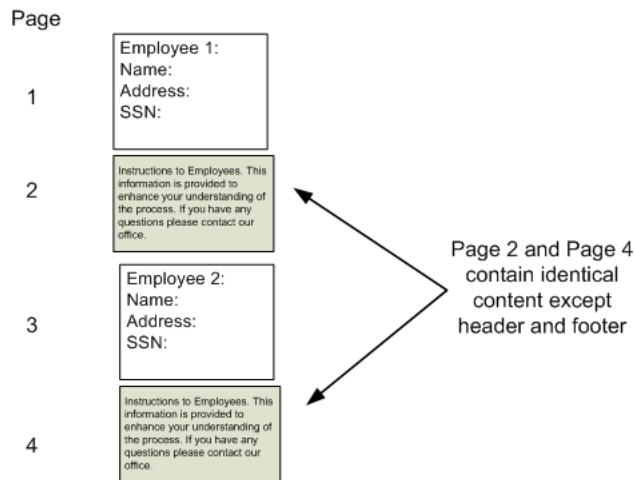 Page
1
Employee 1:
Name:
Address:
SSN:
2
Instructions to Employees. This
information is provided to
enhance your understanding of
the process. If you have any
questions please contact our
office.
Page 2 and Page 4
contain identical
content except
header and footer
3
Employee 2:
Name:
Address:
SSN:
4
Instructions to Employees. This
information is provided to
enhance your understanding of
the process. If you have any
questions please contact our
office.